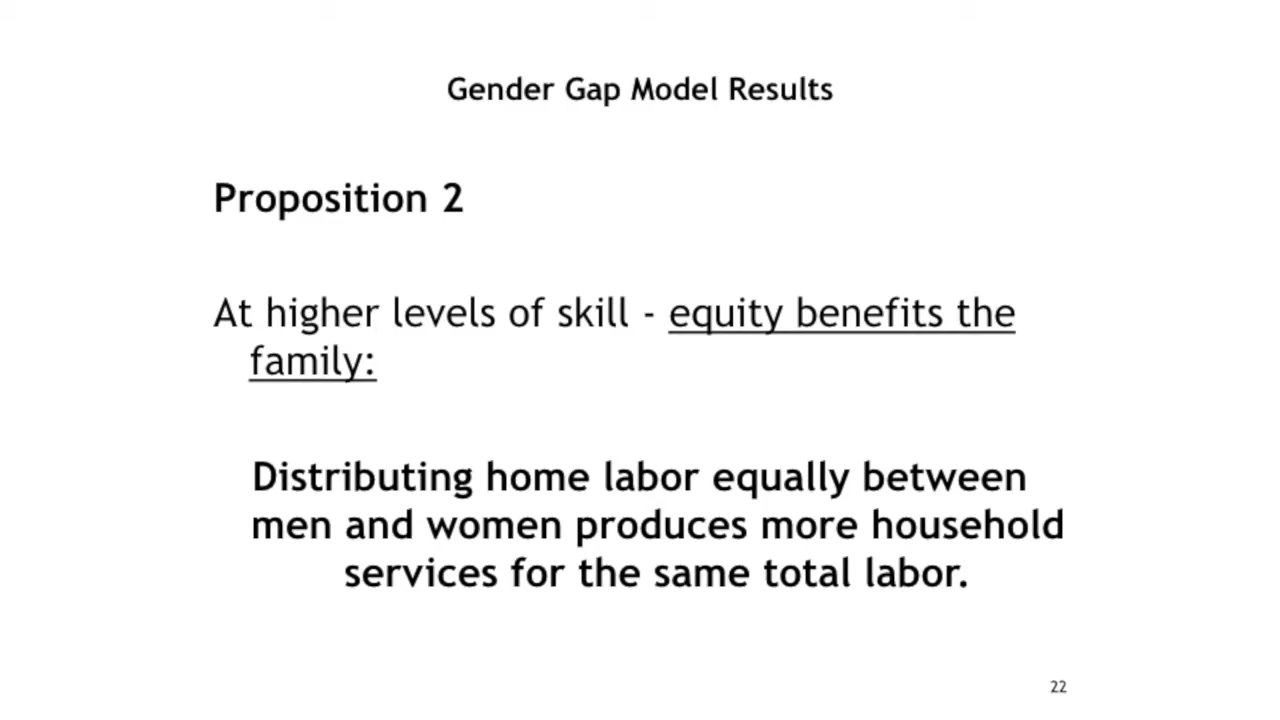 Gender Gap Model Results
Proposition 2
At higher levels of skill - equity benefits the
family:
Distributing home labor equally between
men and women produces more household
services for the same total labor.
22